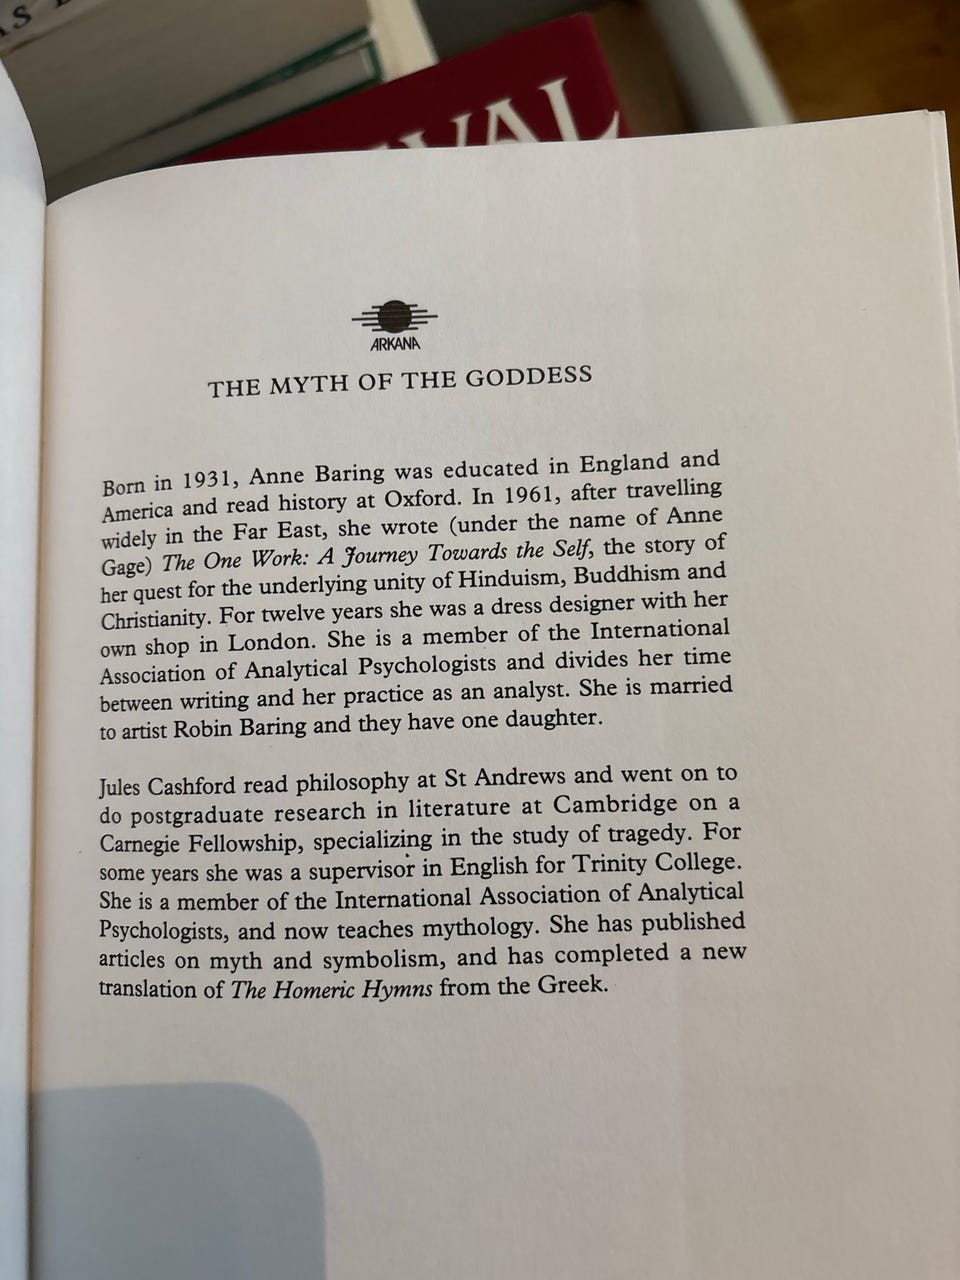 VAL
ARKANA
THE MYTH OF THE GODDESS
Born in 1931, Anne Baring was educated in England and
America and read history at Oxford. In 1961, after travelling
widely in the Far East, she wrote (under the name of Anne
Gage) The One Work: A Journey Towards the Self, the story of
her quest for the underlying unity of Hinduism, Buddhism and
Christianity. For twelve years she was a dress designer with her
own shop in London. She is a member of the International
Association of Analytical Psychologists and divides her time
between writing and her practice as an analyst. She is married
to artist Robin Baring and they have one daughter.
Jules Cashford read philosophy at St Andrews and went on to
do postgraduate research in literature at Cambridge on a
Carnegie Fellowship, specializing in the study of tragedy. For
some years she was a supervisor in English for Trinity College.
She is a member of the International Association of Analytical
Psychologists, and now teaches mythology. She has published
articles on myth and symbolism, and has completed a new
translation of The Homeric Hymns from the Greek.